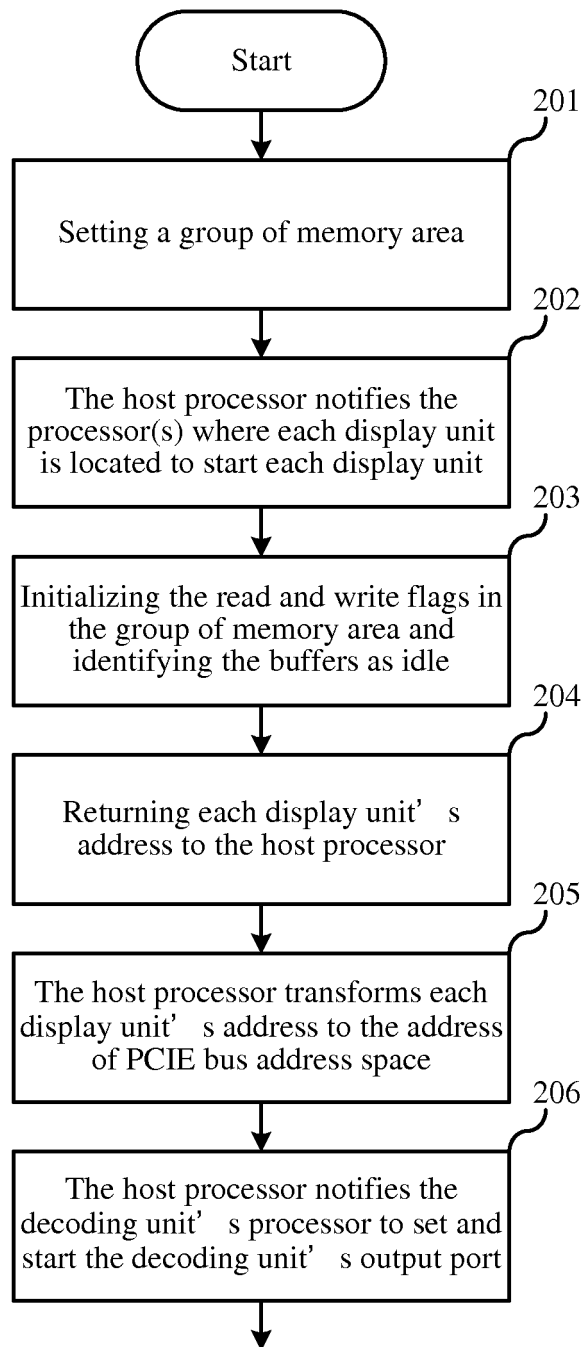 Start
201
Setting a group of memory area
202
The host processor notifies the
processor(s) where each display unit
is located to start each display unit
203
Initializing the read and write flags in
the group of memory area and
identifying the buffers as idle
204
Returning each display unit’ s
address to the host processor
205
The host processor transforms each
display unit’ s address to the address
of PCIE bus address space
206
The host processor notifies the
decoding unit’ s processor to set and
start the decoding unit’ s output port